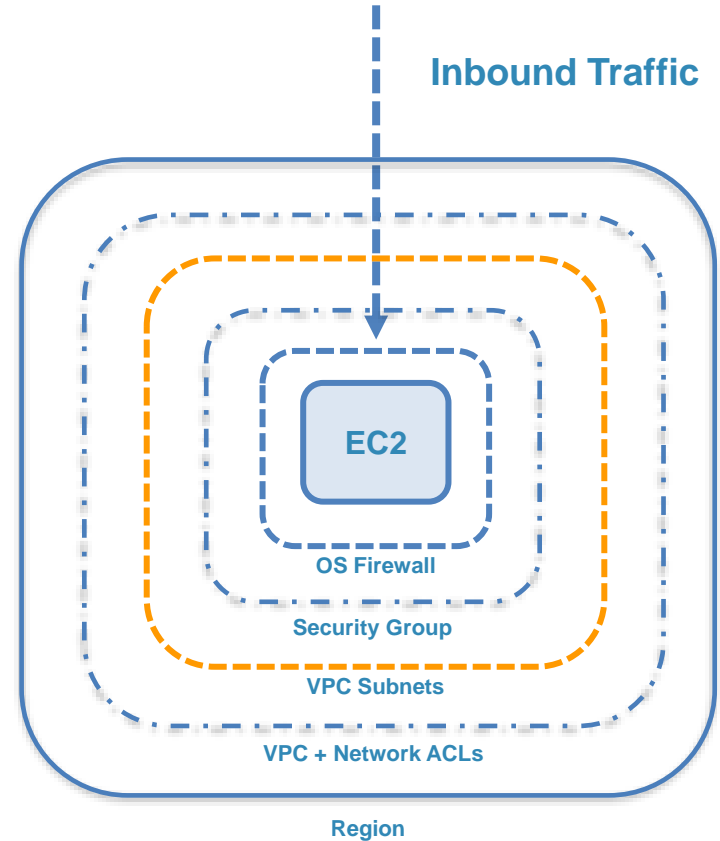 Inbound Traffic
EC2
OS Firewall
Security Group
VPC Subnets
VPC + Network ACLs
Region